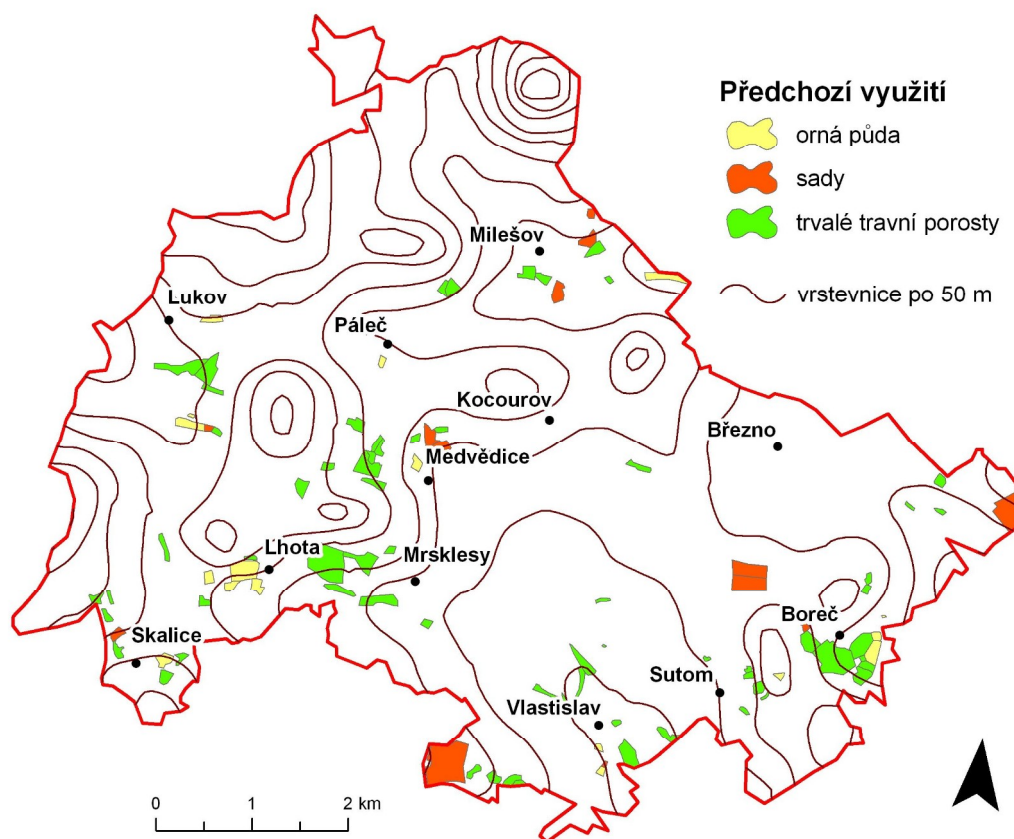 Předchozí využití
orná půda
sady
trvalé travní porosty
vrstevnice po 50 m
Milešov
Lukov
Páleč
Kocourov
Březno
Medvědice
Lhota
Mrsklesy
Skalice
Boreč
Sutom
Vlastislav
0 1 2 km